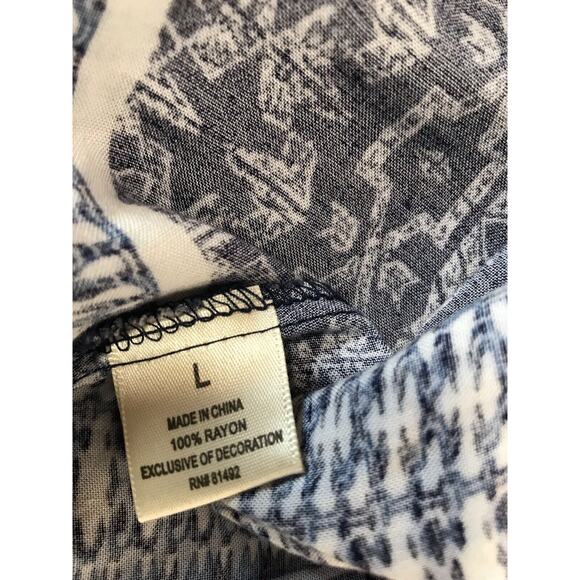 L
MADE IN CHINA
100% RAYON
EXCLUSIVE OF DECORATION
RN# 81492